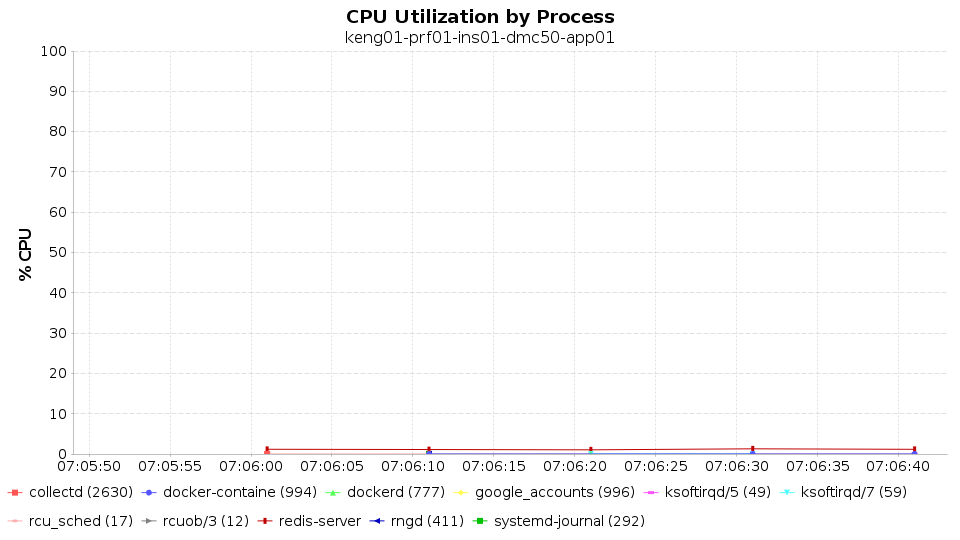 CPU Utilization by Process
keng01-prf01-ins01-dmc50-app01
100
90
80
70
60
50
40
30
20
10
0
% CPU
07:05:50 07:05:55 07:06:00 07:06:05 07:06:10 07:06:15 07:06:20 07:06:25 07:06:30 07:06:35 07:06:40
collectd (2630) docker-containe (994) dockerd (777) google_accounts (996) ksoftirqd/5 (49) ksoftirqd/7 (59)
rcu_sched (17) rcuob/3 (12) redis-server rngd (411) systemd-journal (292)